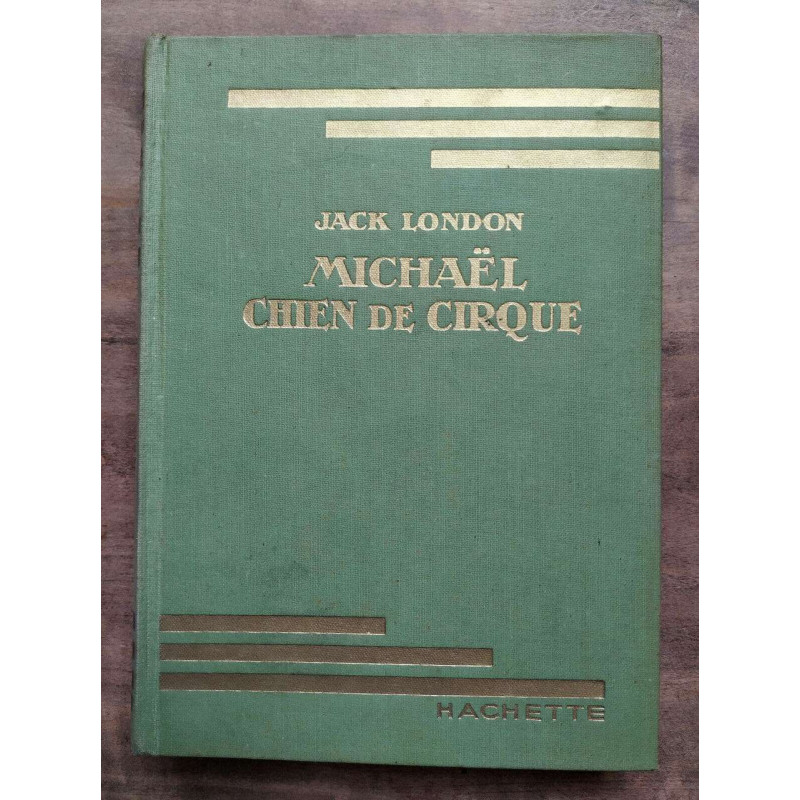 JACK LONDON
MICHAËL
CHIEN DE CIRQUE
HACHETTE